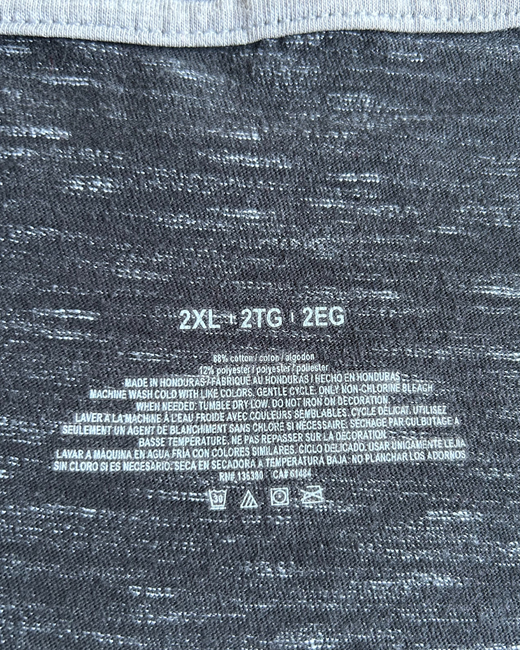 2XL I 2TG I 2EG
88% cotton / coton / algodon
12% polyester / polyester / poliester
MADE IN HONDURAS / FABRIQUÉ AU HONDURAS / HECHO EN HONDURAS
MACHINE WASH COLD WITH LIKE COLORS, GENTLE CYCLE. ONLY NON-CHLORINE BLEACH
WHEN NEEDED. TUMBLE DRY LOW. DO NOT IRON ON DECORATION.
LAVER À LA MACHINE À L'EAU FROIDE AVEC COULEURS SEMBLABLES, CYCLE DÉLICAT. UTILISEZ
SEULEMENT UN AGENT DE BLANCHIMENT SANS CHLORE SI NÉCESSAIRE. SÉCHAGE PAR CULBUTAGE À
BASSE TEMPÉRATURE. NE PAS REPASSER SUR LA DÉCORATION.
LAVAR A MÁQUINA EN AGUA FRÍA CON COLORES SIMILARES. CICLO DELICADO. USAR ÚNICAMENTE LEJÍA
SIN CLORO SI ES NECESARIO. SECA EN SECADORA A TEMPERATURA BAJA. NO PLANCHAR LOS ADORNOS
RN# 136380 CA# 61484
30